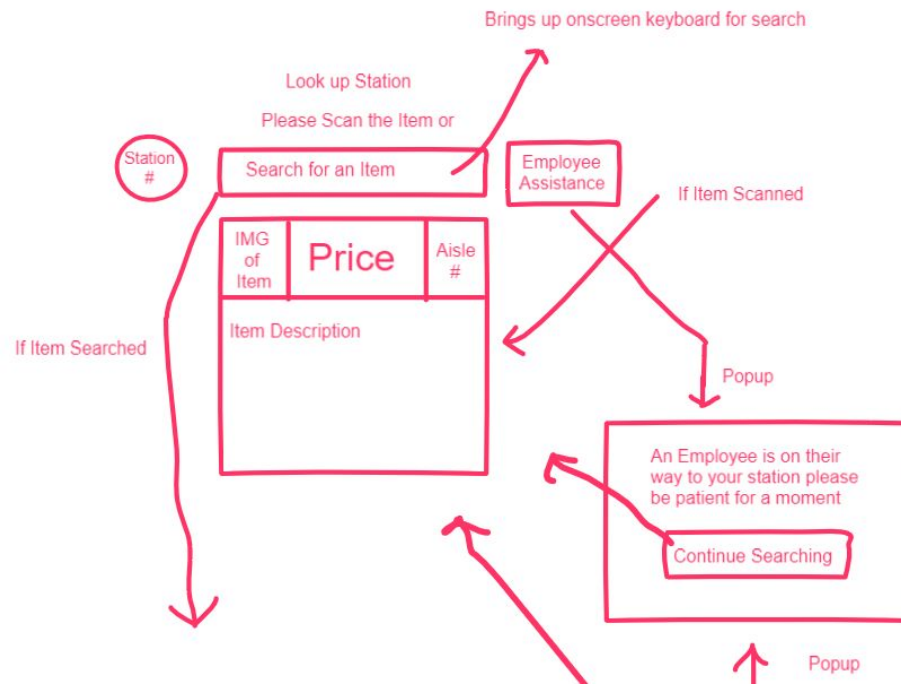 Brings up onscreen keyboard for search
Look up Station
Please Scan the Item or
Station
#
Search for an Item
Employee
Assistance
If Item Scanned
IMG
of
Item
Price
Aisle
#
Item Description
If Item Searched
Popup
An Employee is on their
way to your station please
be patient for a moment
Continue Searching
Popup